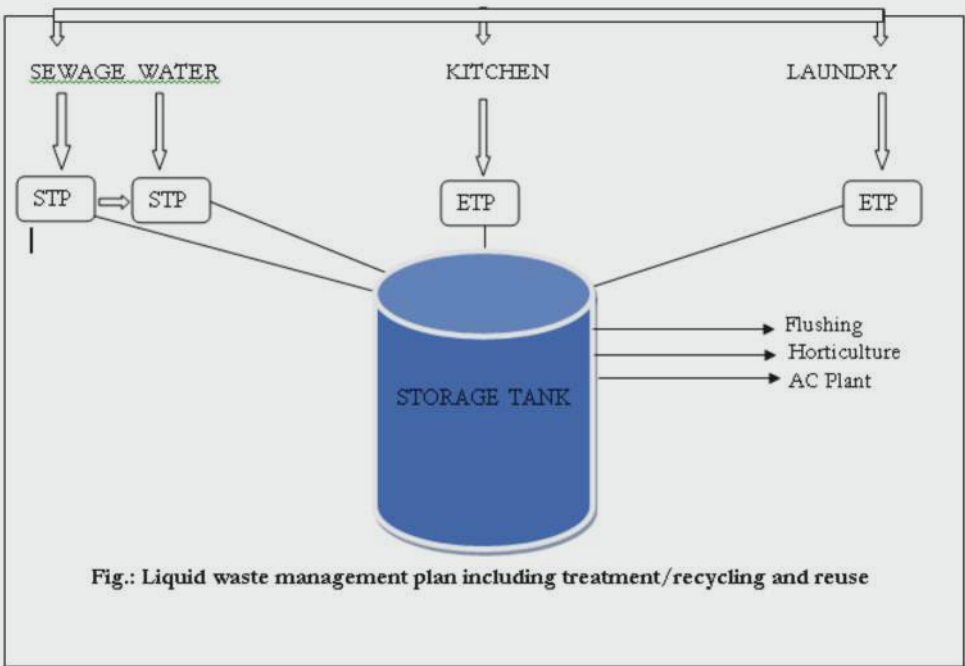 SEWAGE WATER
KITCHEN
LAUNDRY
STP
STP
ETP
ETP
Flushing
Horticulture
AC Plant
STORAGE TANK
Fig.: Liquid waste management plan including treatment/recycling and reuse